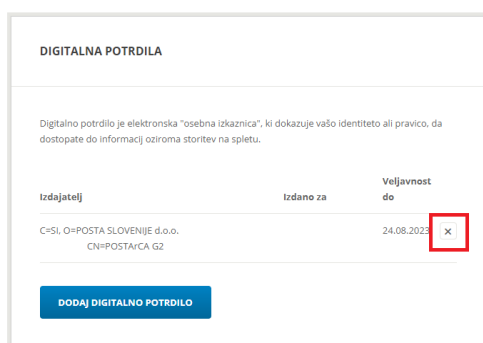 DIGITALNA POTRDILA
Digitalno potrdilo je elektronska "osebna izkaznica", ki dokazuje vašo identiteto ali pravico, da
dostopate do informacij oziroma storitev na spletu.
Izdajatelj Izdano za Veljavnost do
C=SI, O=POSTA SLOVENIJE d.o.o. 24.08.2023 ×
CN=POSTArCA G2
DODAJ DIGITALNO POTRDILO